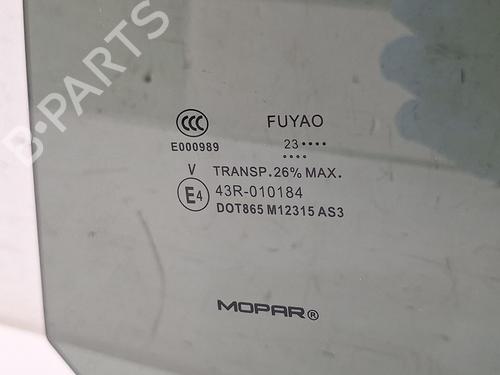 B-PARTS
CCC FUYAO
E000989 23 ••••
••••
V TRANSP.26% MAX.
E4 43R-010184
DOT865 M12315 AS3
MOPAR®